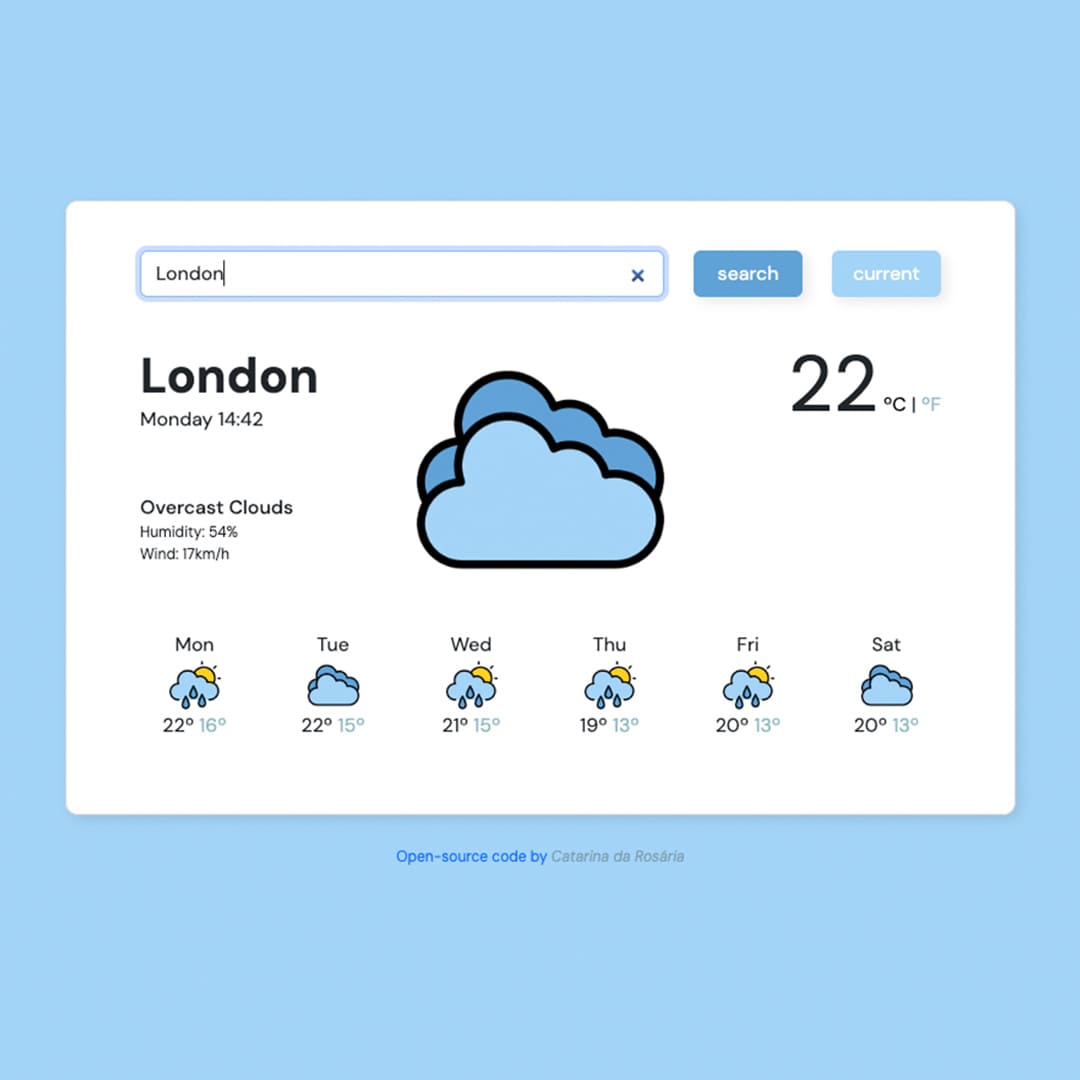 London
search
current
London
Monday 14:42
22 °C | °F
Overcast Clouds
Humidity: 54%
Wind: 17km/h
Mon Tue Wed Thu Fri Sat
22° 16° 22° 15° 21° 15° 19° 13° 20° 13° 20° 13°
Open-source code by Catarina da Rosária